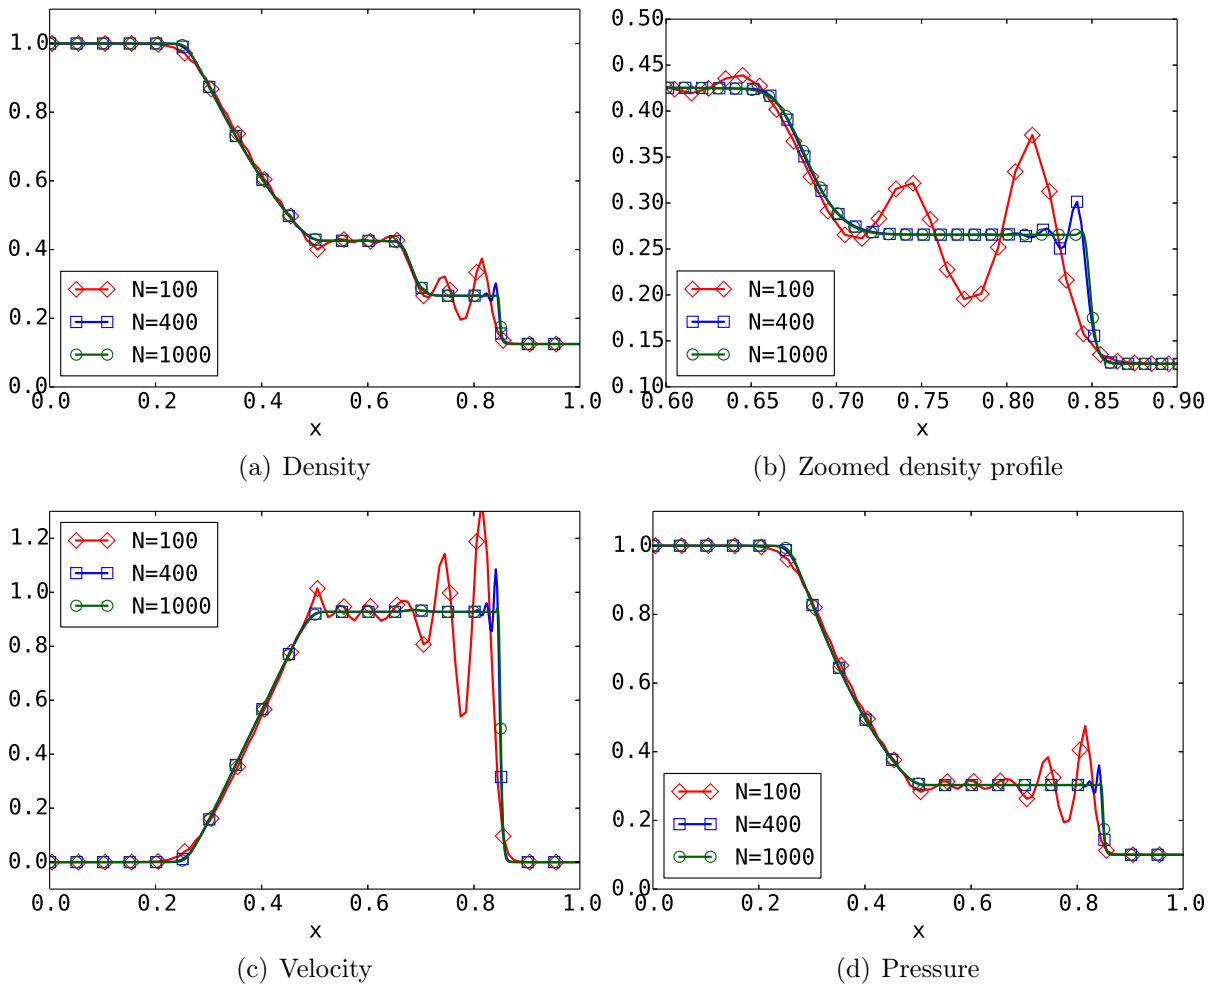 1.0
0.8
0.6
0.4
0.2
0.0
N=100
N=400
N=1000
0.0 0.2 0.4 0.6 0.8 1.0
x
(a) Density
0.50
0.45
0.40
0.35
0.30
0.25
0.20
0.15
0.10
N=100
N=400
N=1000
0.60 0.65 0.70 0.75 0.80 0.85 0.90
x
(b) Zoomed density profile
1.2
1.0
0.8
0.6
0.4
0.2
0.0
N=100
N=400
N=1000
0.0 0.2 0.4 0.6 0.8 1.0
x
(c) Velocity
1.0
0.8
0.6
0.4
0.2
0.0
N=100
N=400
N=1000
0.0 0.2 0.4 0.6 0.8 1.0
x
(d) Pressure